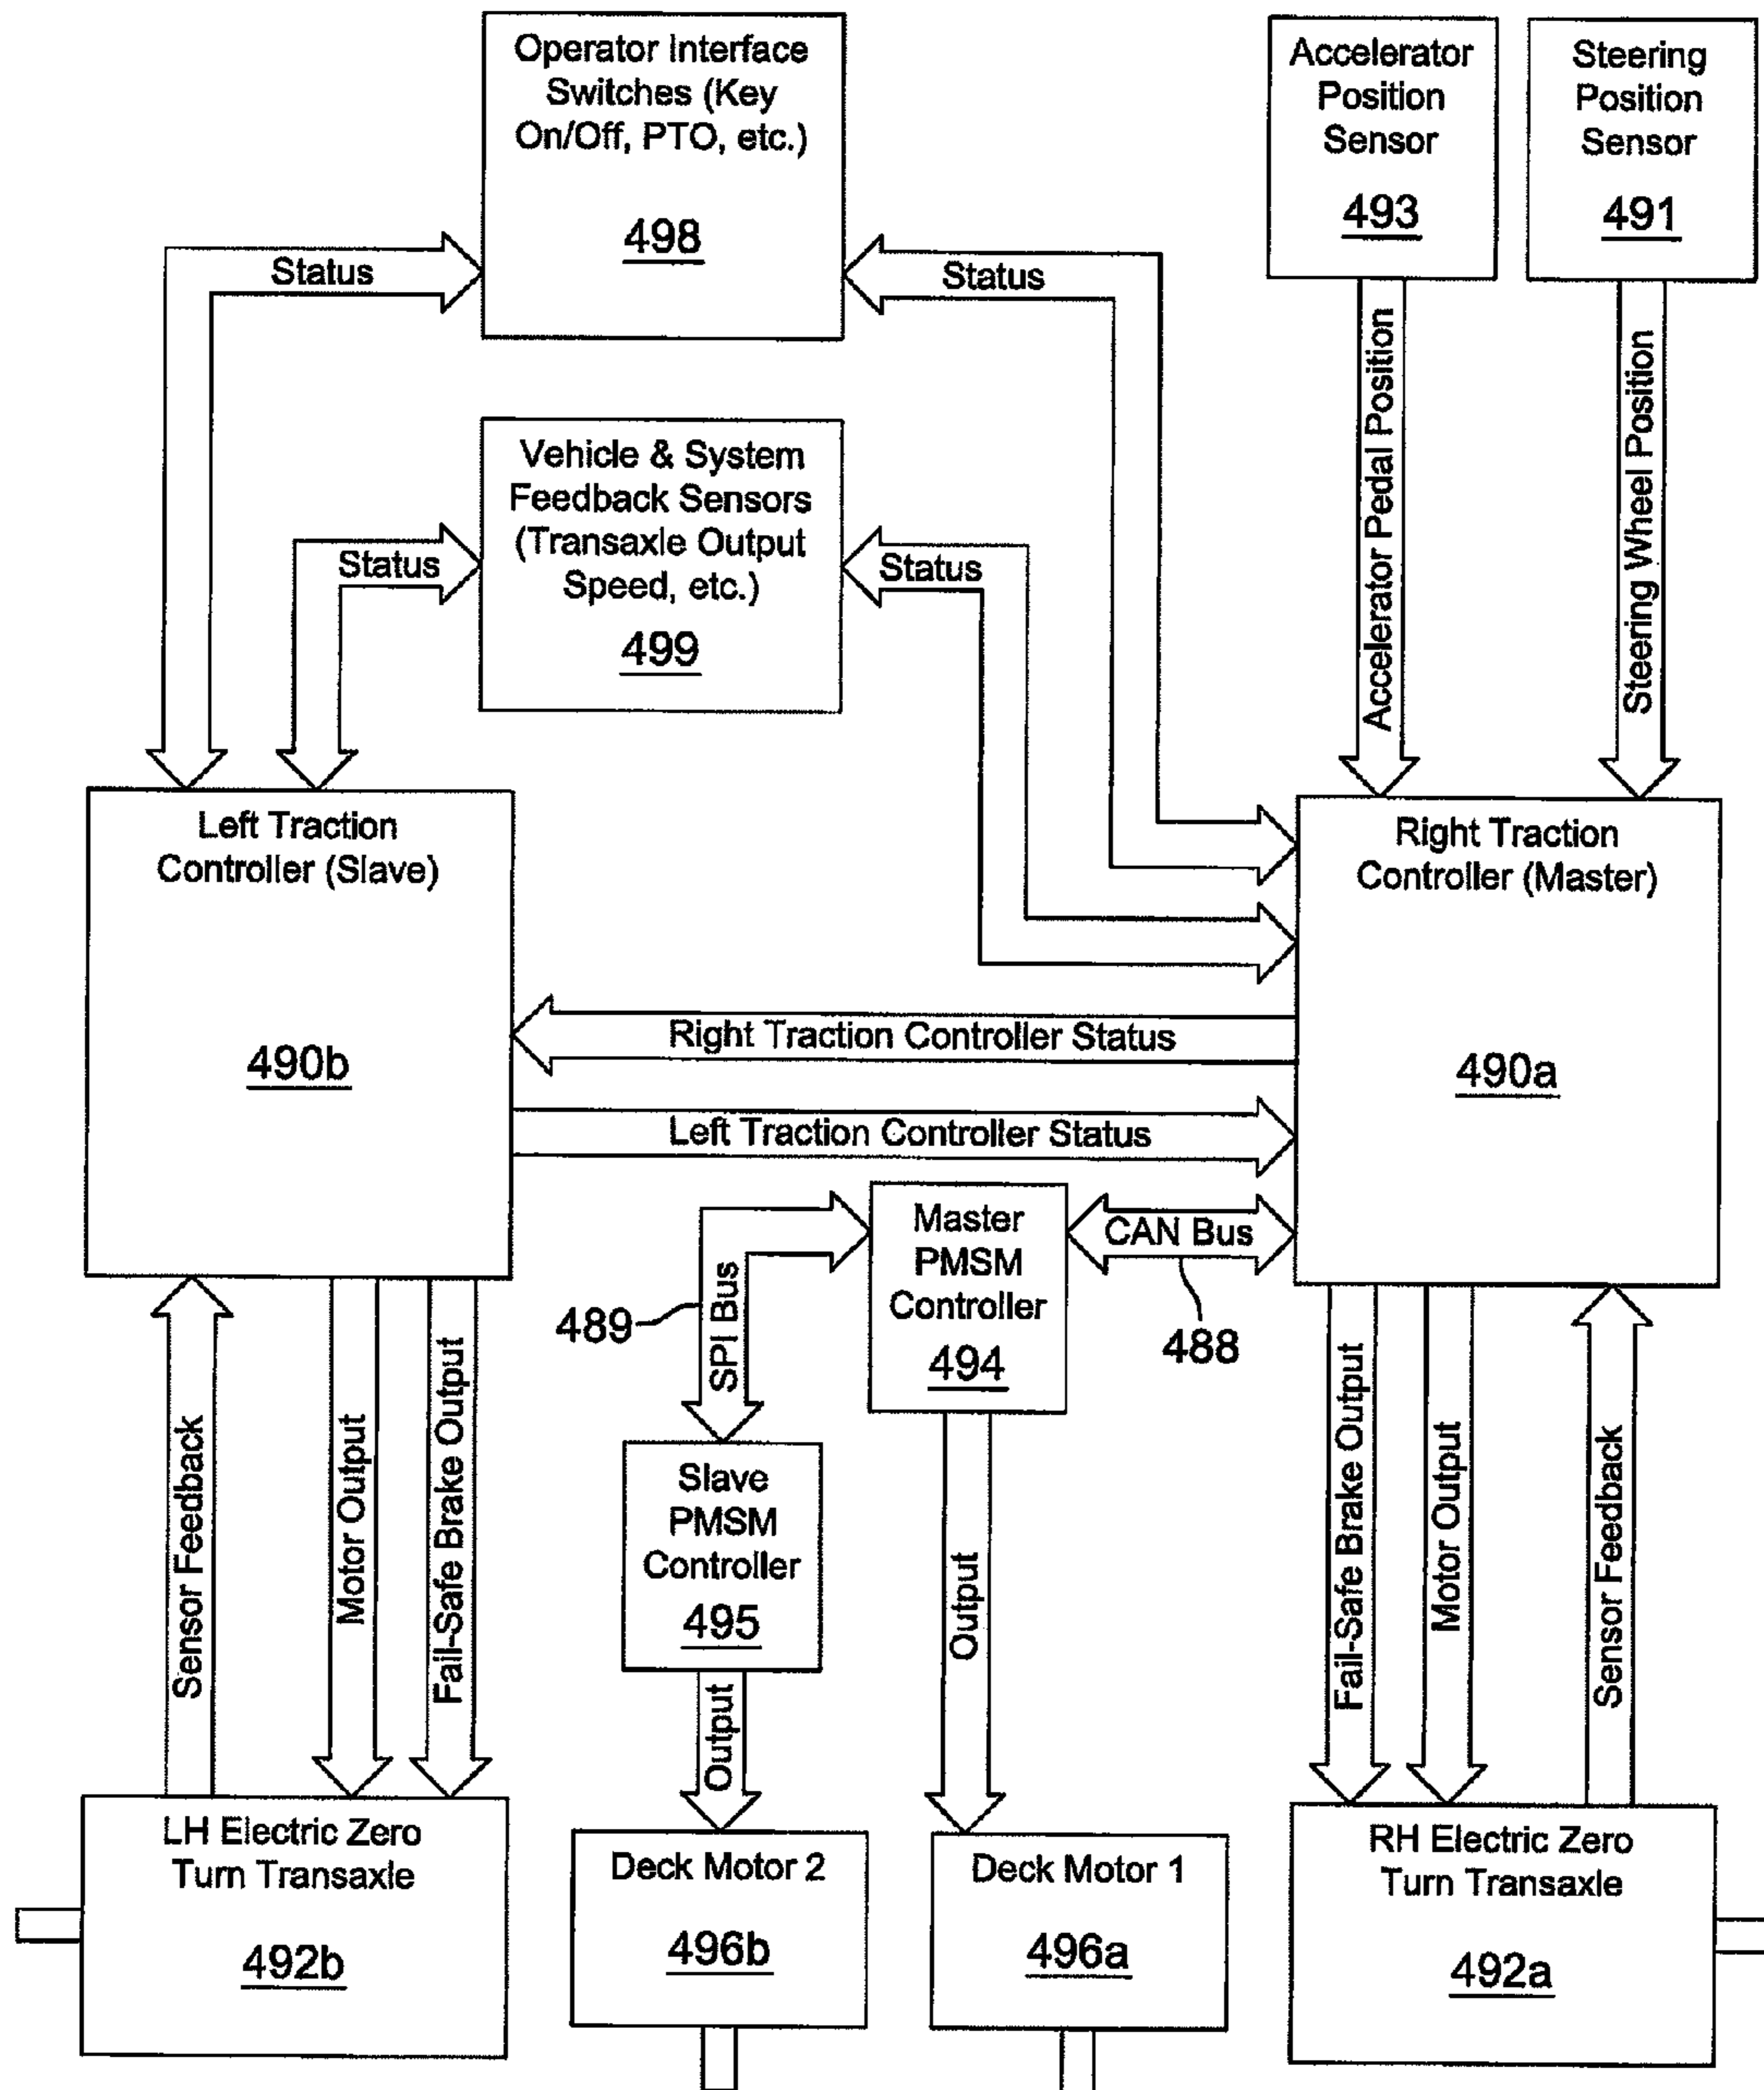 Operator Interface
Switches (Key
On/Off, PTO, etc.)
498
Accelerator
Position
Sensor
493
Steering
Position
Sensor
491
Status
Status
Accelerator Pedal Position
Steering Wheel Position
Vehicle & System
Feedback Sensors
(Transaxle Output
Speed, etc.)
499
Status
Status
Left Traction
Controller (Slave)
490b
Right Traction
Controller (Master)
490a
Right Traction Controller Status
Left Traction Controller Status
Master
PMSM
Controller
494
CAN Bus
488
SPI Bus
489
Slave
PMSM
Controller
495
Sensor Feedback
Motor Output
Fail-Safe Brake Output
Output
Output
Fail-Safe Brake Output
Motor Output
Sensor Feedback
LH Electric Zero
Turn Transaxle
492b
Deck Motor 2
496b
Deck Motor 1
496a
RH Electric Zero
Turn Transaxle
492a